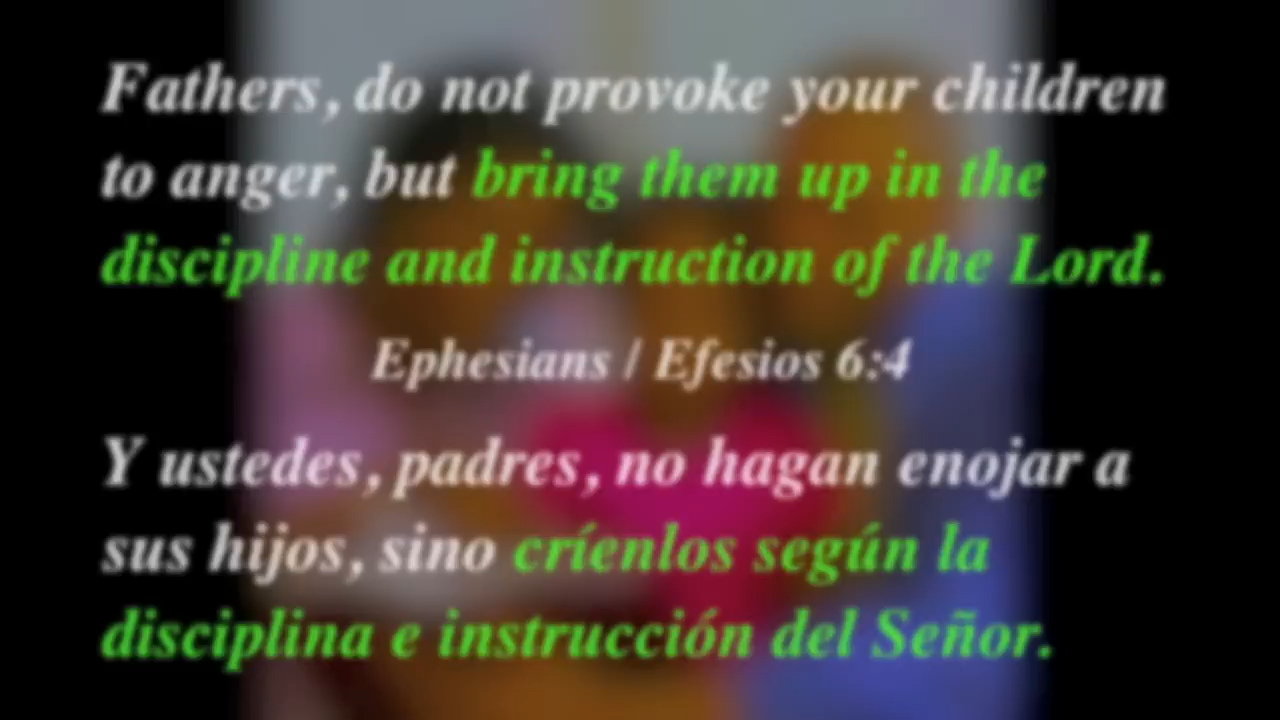 Fathers, do not provoke your children
to anger, but bring them up in the
discipline and instruction of the Lord.
Ephesians / Efesios 6:4
Y ustedes, padres, no hagan enojar a
sus hijos, sino críenlos según la
disciplina e instrucción del Señor.